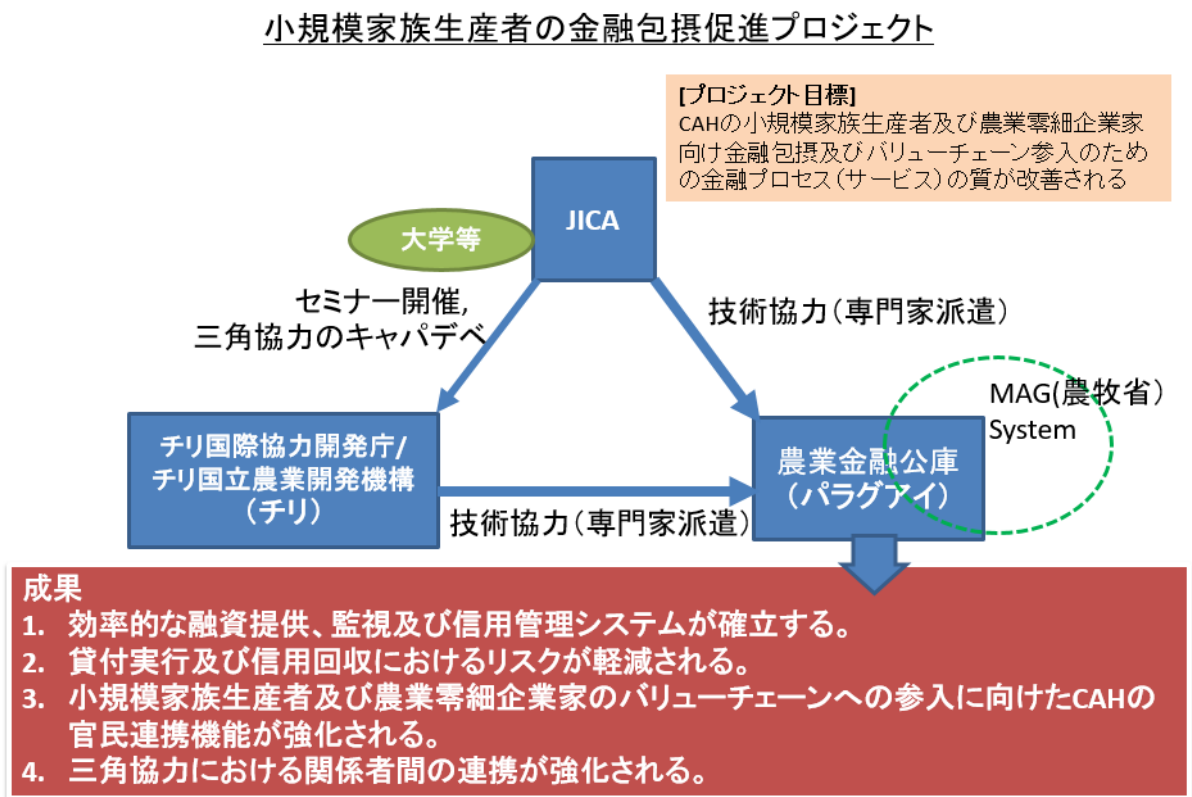 小規模家族生産者の金融包摂促進プロジェクト
[プロジェクト目標]
CAHの小規模家族生産者及び農業零細企業家
向け金融包摂及びバリューチェーン参入のため
の金融プロセス（サービス）の質が改善される
JICA
大学等
セミナー開催,
三角協力のキャパデベ
技術協力（専門家派遣）
MAG(農牧省）
System
チリ国際協力開発庁/
チリ国立農業開発機構
（チリ）
農業金融公庫
（パラグアイ）
技術協力（専門家派遣）
成果
1. 効率的な融資提供、監視及び信用管理システムが確立する。
2. 貸付実行及び信用回収におけるリスクが軽減される。
3. 小規模家族生産者及び農業零細企業家のバリューチェーンへの参入に向けたCAHの
官民連携機能が強化される。
4. 三角協力における関係者間の連携が強化される。